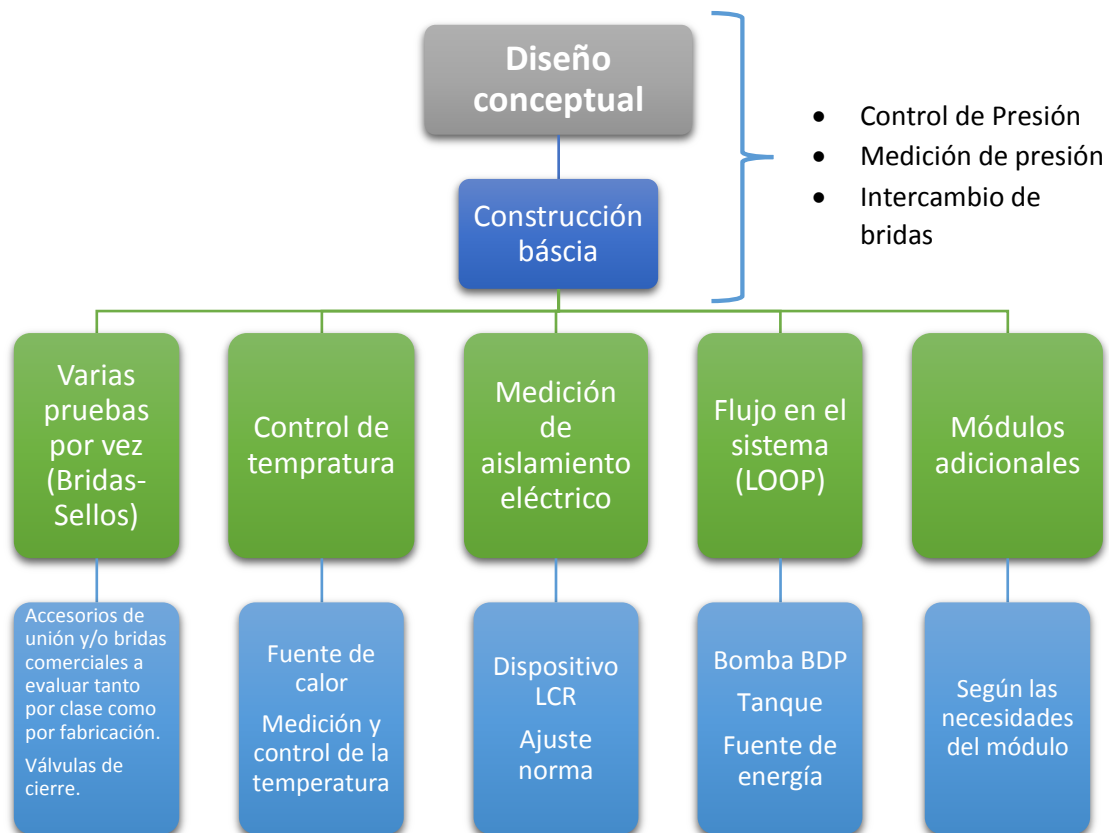 Diseño
conceptual
Construcción
báscia
• Control de Presión
• Medición de presión
• Intercambio de
bridas
Varias
pruebas
por vez
(Bridas-
Sellos)
Control de
tempratura
Medición
de
aislamiento
eléctrico
Flujo en el
sistema
(LOOP)
Módulos
adicionales
Accesorios de
unión y/o bridas
comerciales a
evaluar tanto
por clase como
por fabricación.
Válvulas de
cierre.
Fuente de
calor
Medición y
control de la
temperatura
Dispositivo
LCR
Ajuste
norma
Bomba BDP
Tanque
Fuente de
energía
Según las
necesidades
del módulo